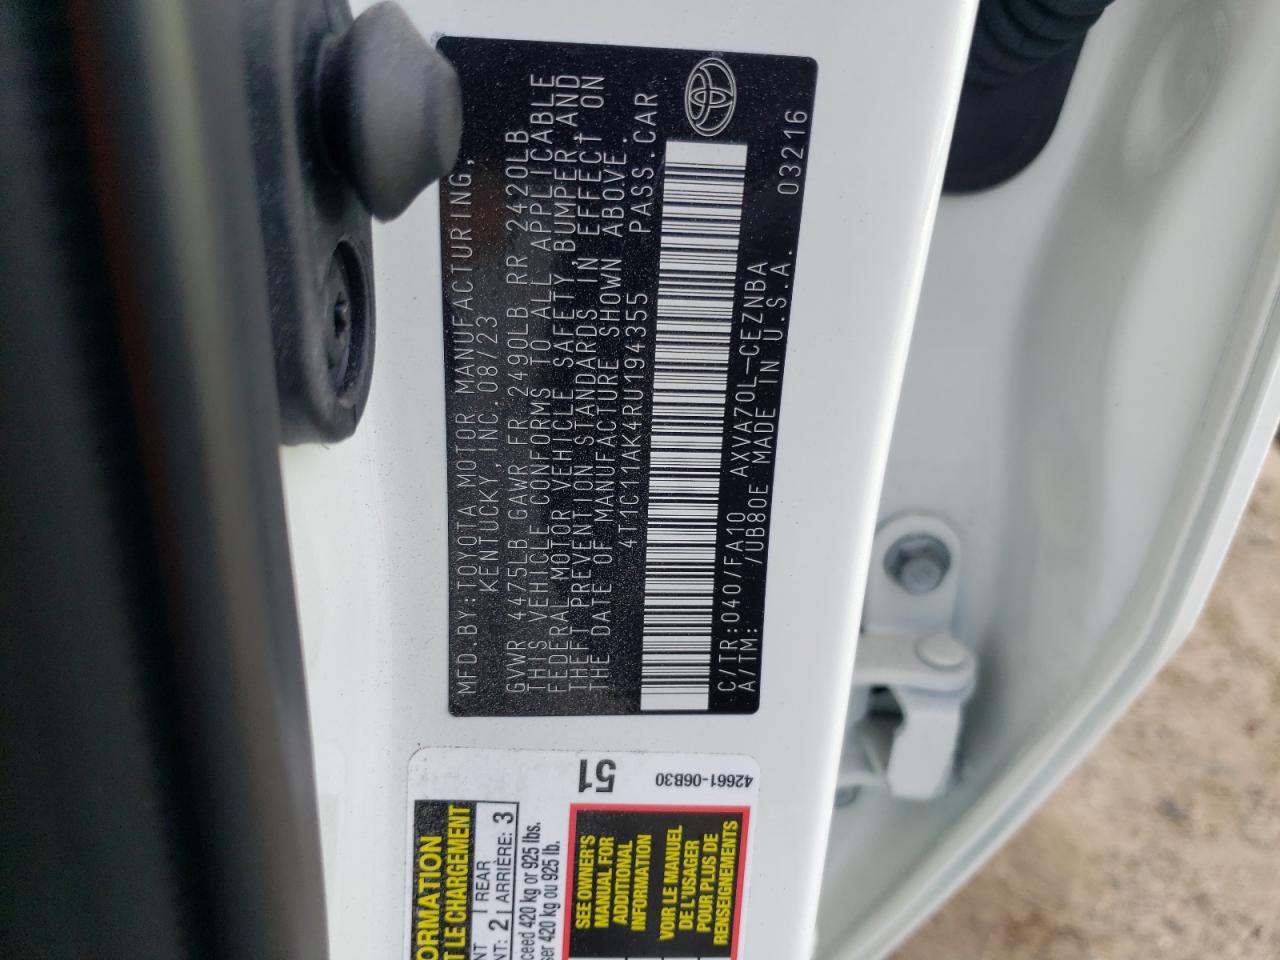 MFD.BY:TOYOTA MOTOR MANUFACTURING,
KENTUCKY,INC. 08/23
GVWR 4475LB GAWR FR 2490LB RR 2420LB
THIS VEHICLE CONFORMS TO ALL APPLICABLE
FEDERAL MOTOR VEHICLE SAFETY, BUMPER, AND
THEFT PREVENTION STANDARDS IN EFFECT ON
THE DATE OF MANUFACTURE SHOWN ABOVE.
4T1C11AK4RU194355 PASS.CAR
C/TR:040/FA10 AXVA70L-CEZNBA
A/TM: /UB80E MADE IN U.S.A. 03216
51
42661-06B30
ORMATION
T LE CHARGEMENT
NT REAR
NT: 2 ARRIÈRE: 3
ceed 420 kg or 925 lbs.
ser 420 kg ou 925 lb.
SEE OWNER'S
MANUAL FOR
ADDITIONAL
INFORMATION
VOIR LE MANUEL
DE L'USAGER
POUR PLUS DE
RENSEIGNEMENTS